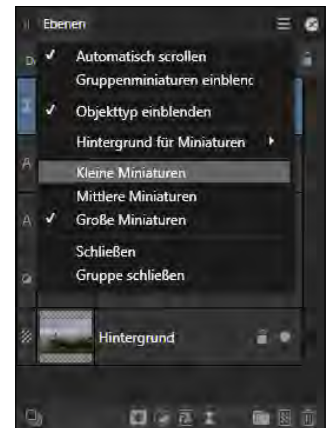 Ebenen
Automatisch scrollen
Gruppenminiaturen einblenc
Objekttyp einblenden
Hintergrund für Miniaturen
Kleine Miniaturen
Mittlere Miniaturen
Große Miniaturen
Schließen
Gruppe schließen
Hintergrund